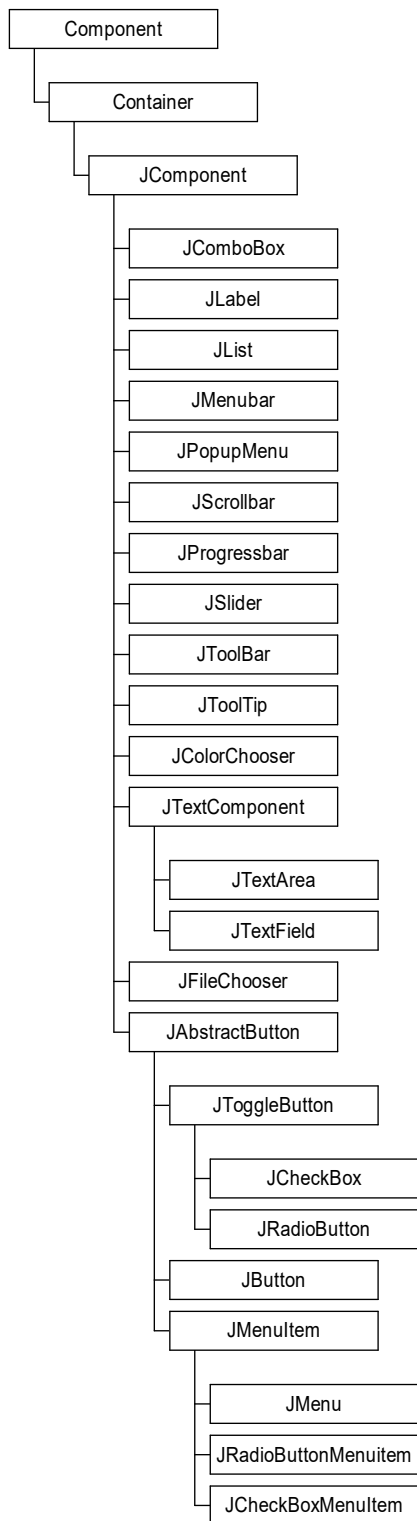 Component
Container
JComponent
JComboBox
JLabel
JList
JMenubar
JPopupMenu
JScrollbar
JProgressbar
JSlider
JToolBar
JToolTip
JColorChooser
JTextComponent
JTextArea
JTextField
JFileChooser
JAbstractButton
JToggleButton
JCheckBox
JRadioButton
JButton
JMenuItem
JMenu
JRadioButtonMenuitem
JCheckBoxMenuItem